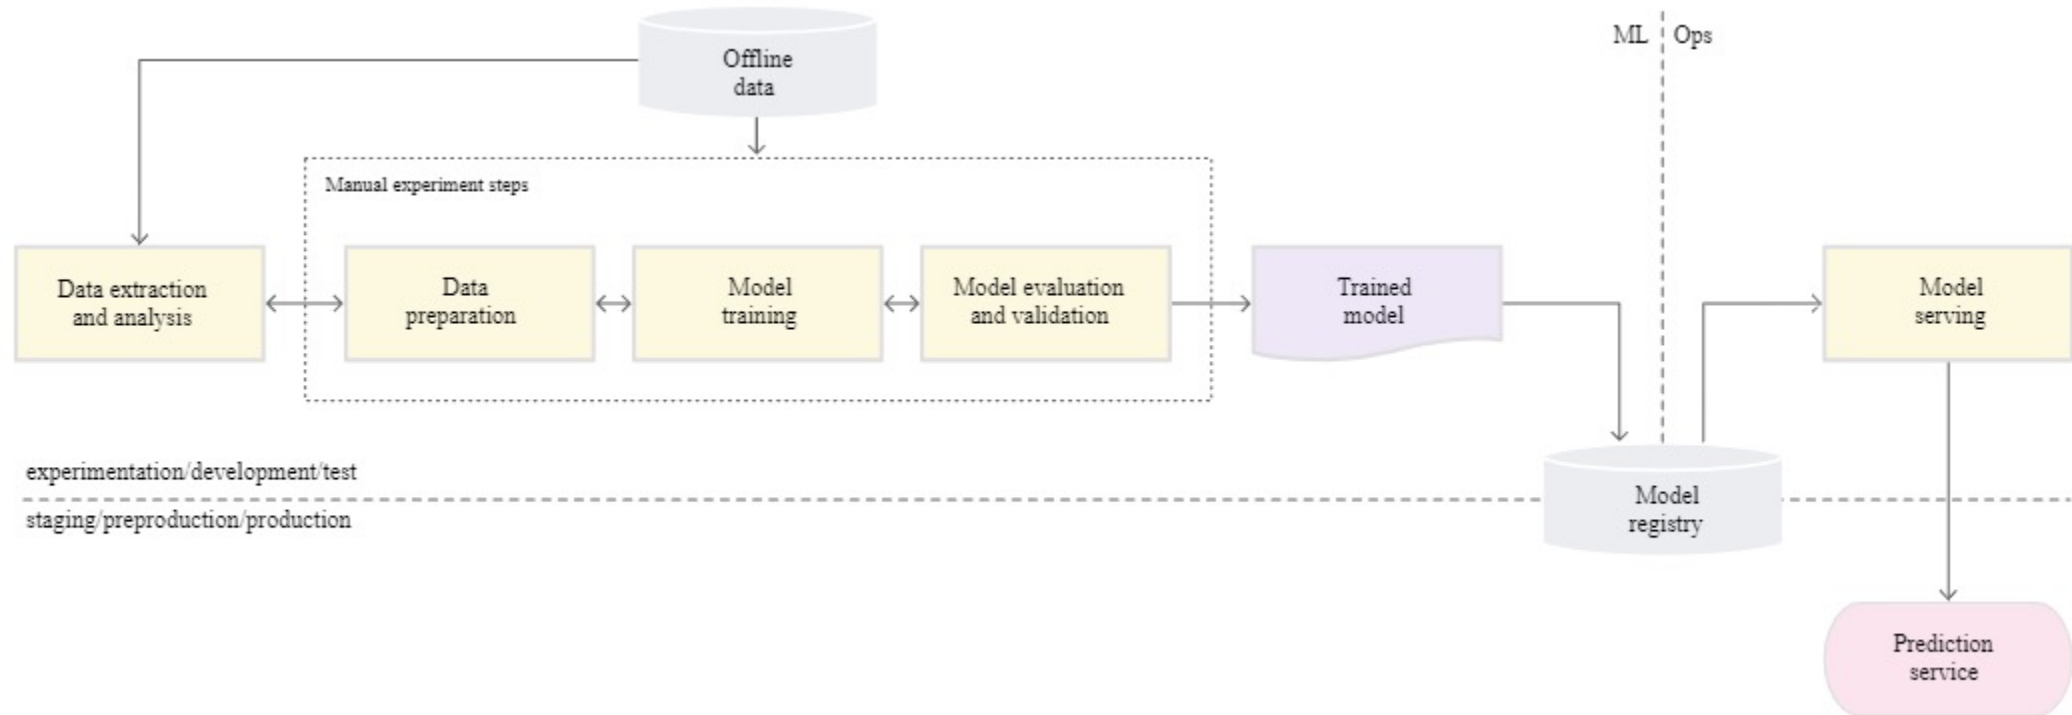 Offline
data
ML
Ops
Manual experiment steps
Data extraction
and analysis
Data
preparation
Model
training
Model evaluation
and validation
Trained
model
Model
serving
experimentation/development/test
staging/preproduction/production
Model
registry
Prediction
service